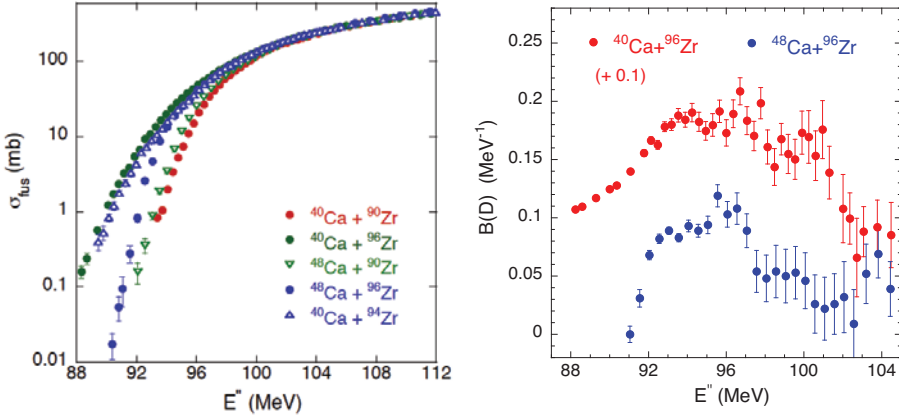 σfus (mb)
100
10
1
0.1
0.01
⁴⁰Ca + ⁹⁰Zr
⁴⁰Ca + ⁹⁶Zr
⁴⁸Ca + ⁹⁰Zr
⁴⁸Ca + ⁹⁶Zr
⁴⁰Ca + ⁹⁴Zr
88 92 96 100 104 108 112
E" (MeV)
B(D) (MeV⁻¹)
0.25
0.2
0.15
0.1
0.05
0
⁴⁰Ca+⁹⁶Zr
(+ 0.1)
⁴⁸Ca+⁹⁶Zr
88 92 96 100 104
E" (MeV)